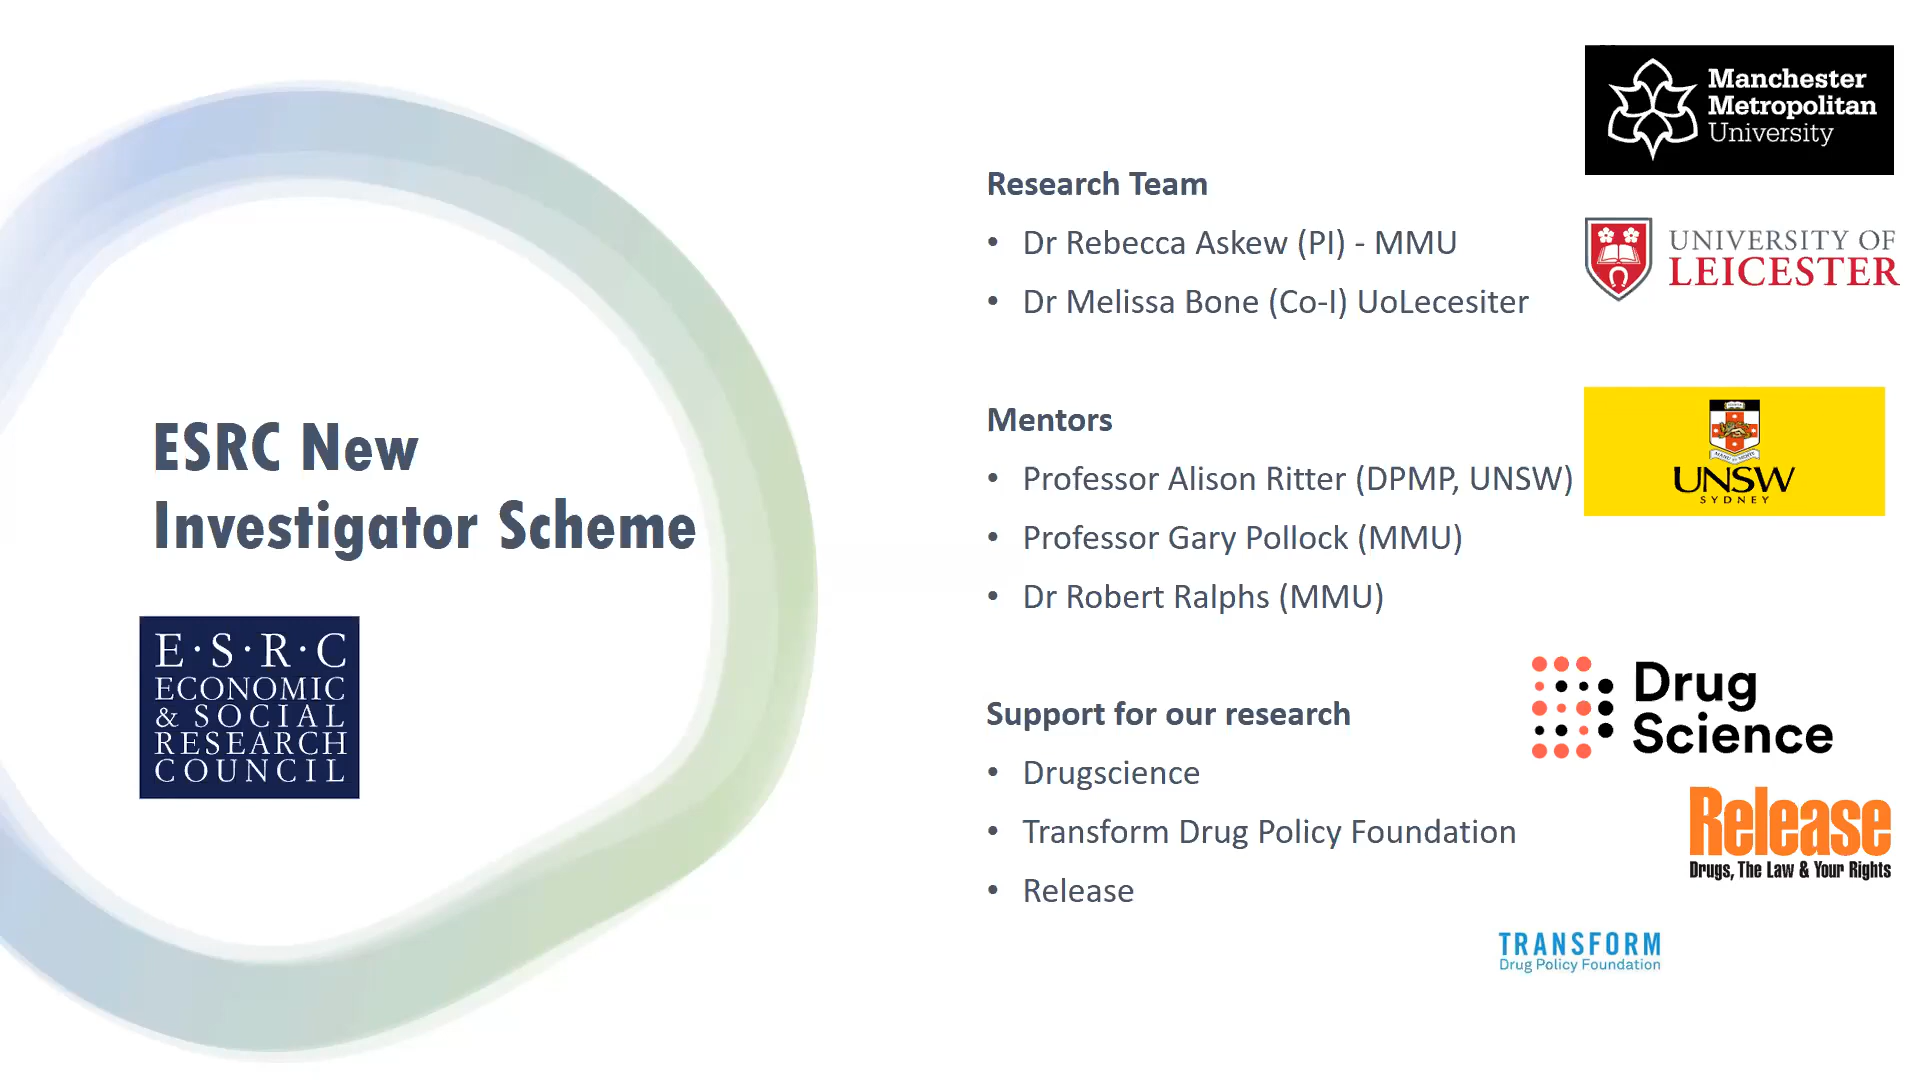 ESRC New
Investigator Scheme
E·S·R·C
ECONOMIC
& SOCIAL
RESEARCH
COUNCIL
Research Team
• Dr Rebecca Askew (PI) - MMU
• Dr Melissa Bone (Co-I) UoLecesiter
Mentors
• Professor Alison Ritter (DPMP, UNSW)
• Professor Gary Pollock (MMU)
• Dr Robert Ralphs (MMU)
Support for our research
• Drugscience
• Transform Drug Policy Foundation
• Release
Manchester
Metropolitan
University
UNIVERSITY OF
LEICESTER
UNSW
SYDNEY
Drug
Science
Release
Drugs, The Law & Your Rights
TRANSFORM
Drug Policy Foundation